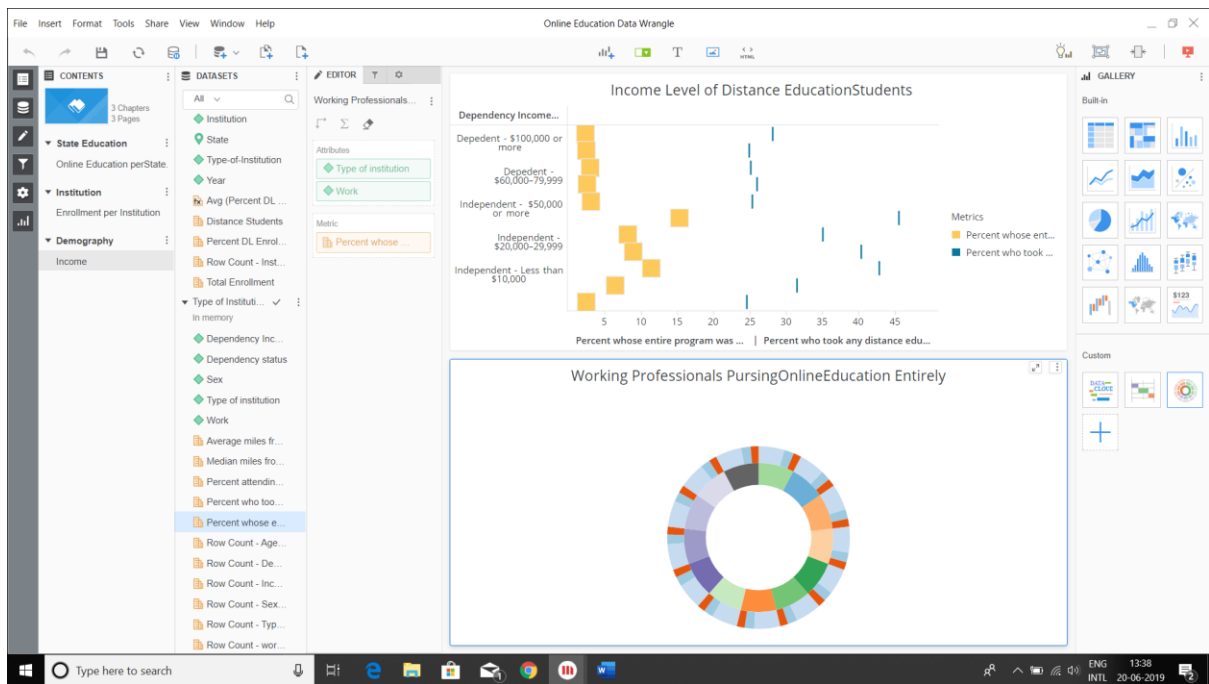 File Insert Format Tools Share View Window Help
Online Education Data Wrangle
T
< >
HTML
CONTENTS
3 Chapters
3 Pages
State Education
Online Education perState.
Institution
Enrollment per Institution
Demography
Income
DATASETS
All
Institution
State
Type-of-Institution
Year
fx Avg (Percent DL ...
Distance Students
Percent DL Enrol...
Row Count - Inst...
Total Enrollment
Type of Instituti...
In memory
Dependency Inc...
Dependency status
Sex
Type of institution
Work
Average miles fr...
Median miles fro...
Percent attendin...
Percent who too...
Percent whose e...
Row Count - Age...
Row Count - De...
Row Count - Inc...
Row Count - Sex...
Row Count - Typ...
Row Count - wor...
EDITOR
Working Professionals...
Σ
Attributes
Type of institution
Work
Metric
Percent whose ...
Income Level of Distance EducationStudents
Dependency Income...
Depedent - $100,000 or
more
Depedent -
$60,000–79,999
Independent - $50,000
or more
Independent -
$20,000–29,999
Independent - Less than
$10,000
5 10 15 20 25 30 35 40 45
Percent whose entire program was ... | Percent who took any distance edu...
Metrics
Percent whose ent...
Percent who took ...
Working Professionals PursingOnlineEducation Entirely
GALLERY
Built-in
$123
Custom
DATA
CLOUD
Type here to search
ENG
INTL
13:38
20-06-2019